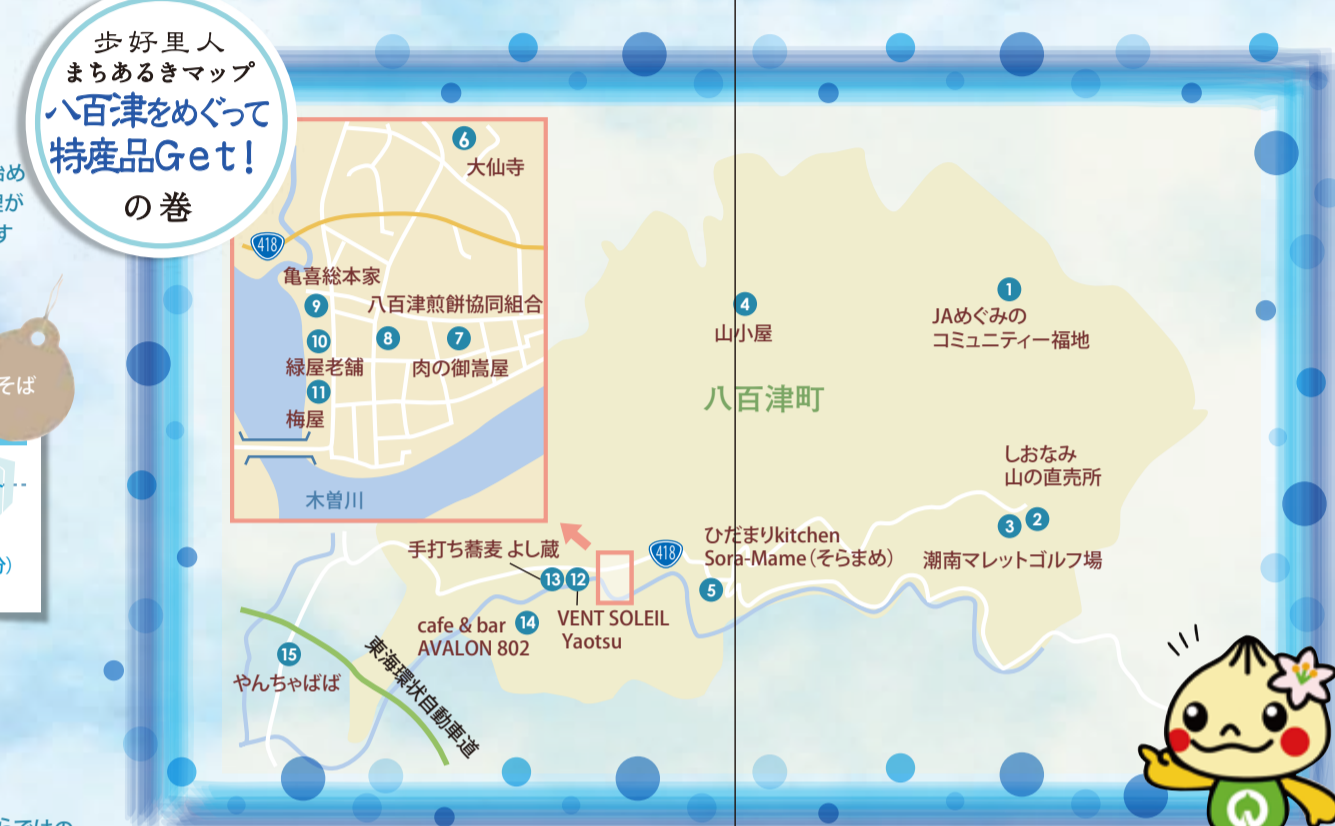 歩好里人
まちあるきマップ
八百津をめぐって
特産品Get!
の巻
始め
が
す
そば
分）
6
大仙寺
418
亀喜総本家
9
八百津煎餅協同組合
10
8
7
緑屋老舗
肉の御嵩屋
11
梅屋
木曽川
4
山小屋
1
JAめぐみの
コミュニティー福地
八百津町
しおなみ
山の直売所
3
2
潮南マレットゴルフ場
ひだまりkitchen
Sora-Mame（そらまめ）
5
418
手打ち蕎麦 よし蔵
13
12
VENT SOLEIL
Yaotsu
cafe & bar
AVALON 802
14
15
やんちゃばば
東海環状自動車道